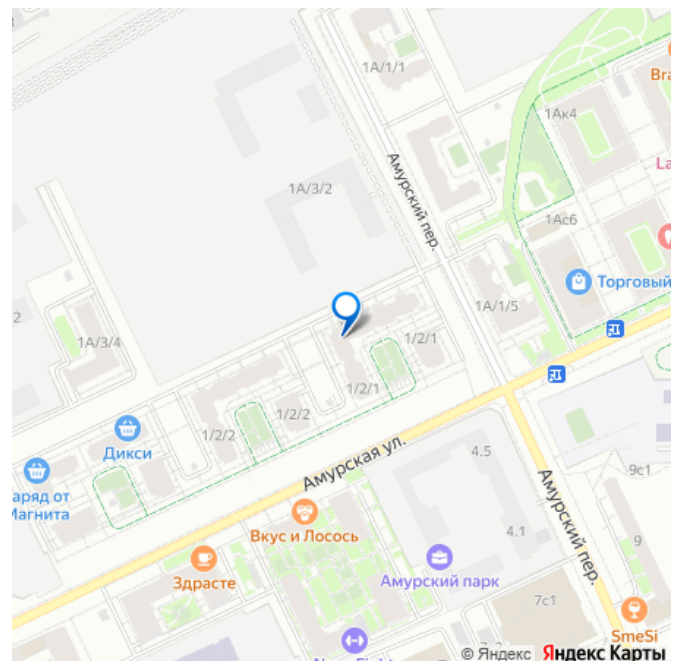 1А/1/1
Bra
1Ак4
Амурский пер.
La
1А/3/2
1Ас6
Торговый
1А/1/5
2
1А/3/4
1/2/1
1/2/1
1/2/2
1/2/2
Дикси
Амурская ул.
4.5
9с1
аряд от
Магнита
Вкус и Лосось
4.1
9
Амурский пер.
Здрасте
Амурский парк
7с1
SmeSi
© Яндекс Яндекс Карты